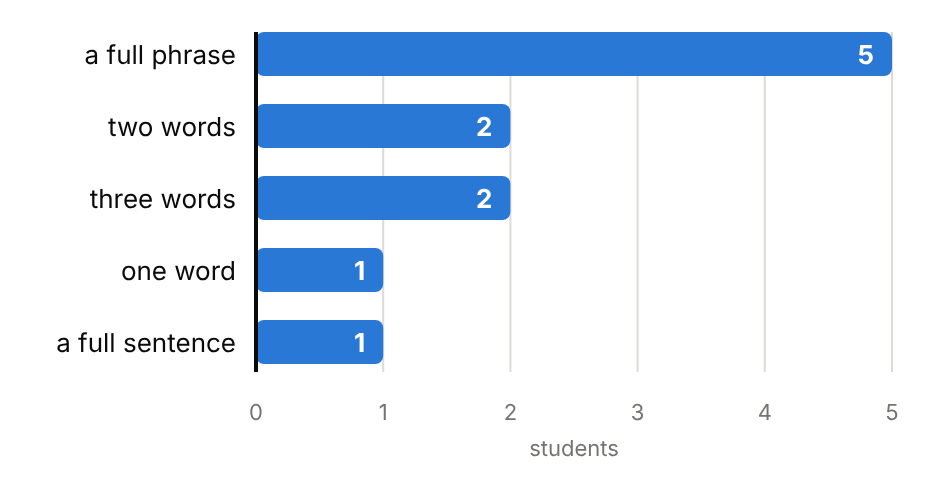 a full phrase 5
two words 2
three words 2
one word 1
a full sentence 1
0 1 2 3 4 5
students